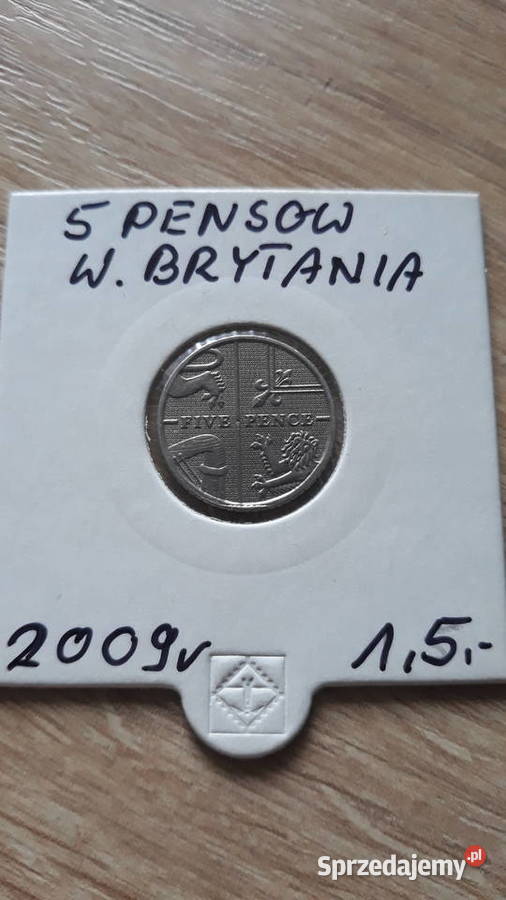 5 PENSOW
W. BRYTANIA
FIVE PENCE
2009r
1,5.-
Sprzedajemy.pl